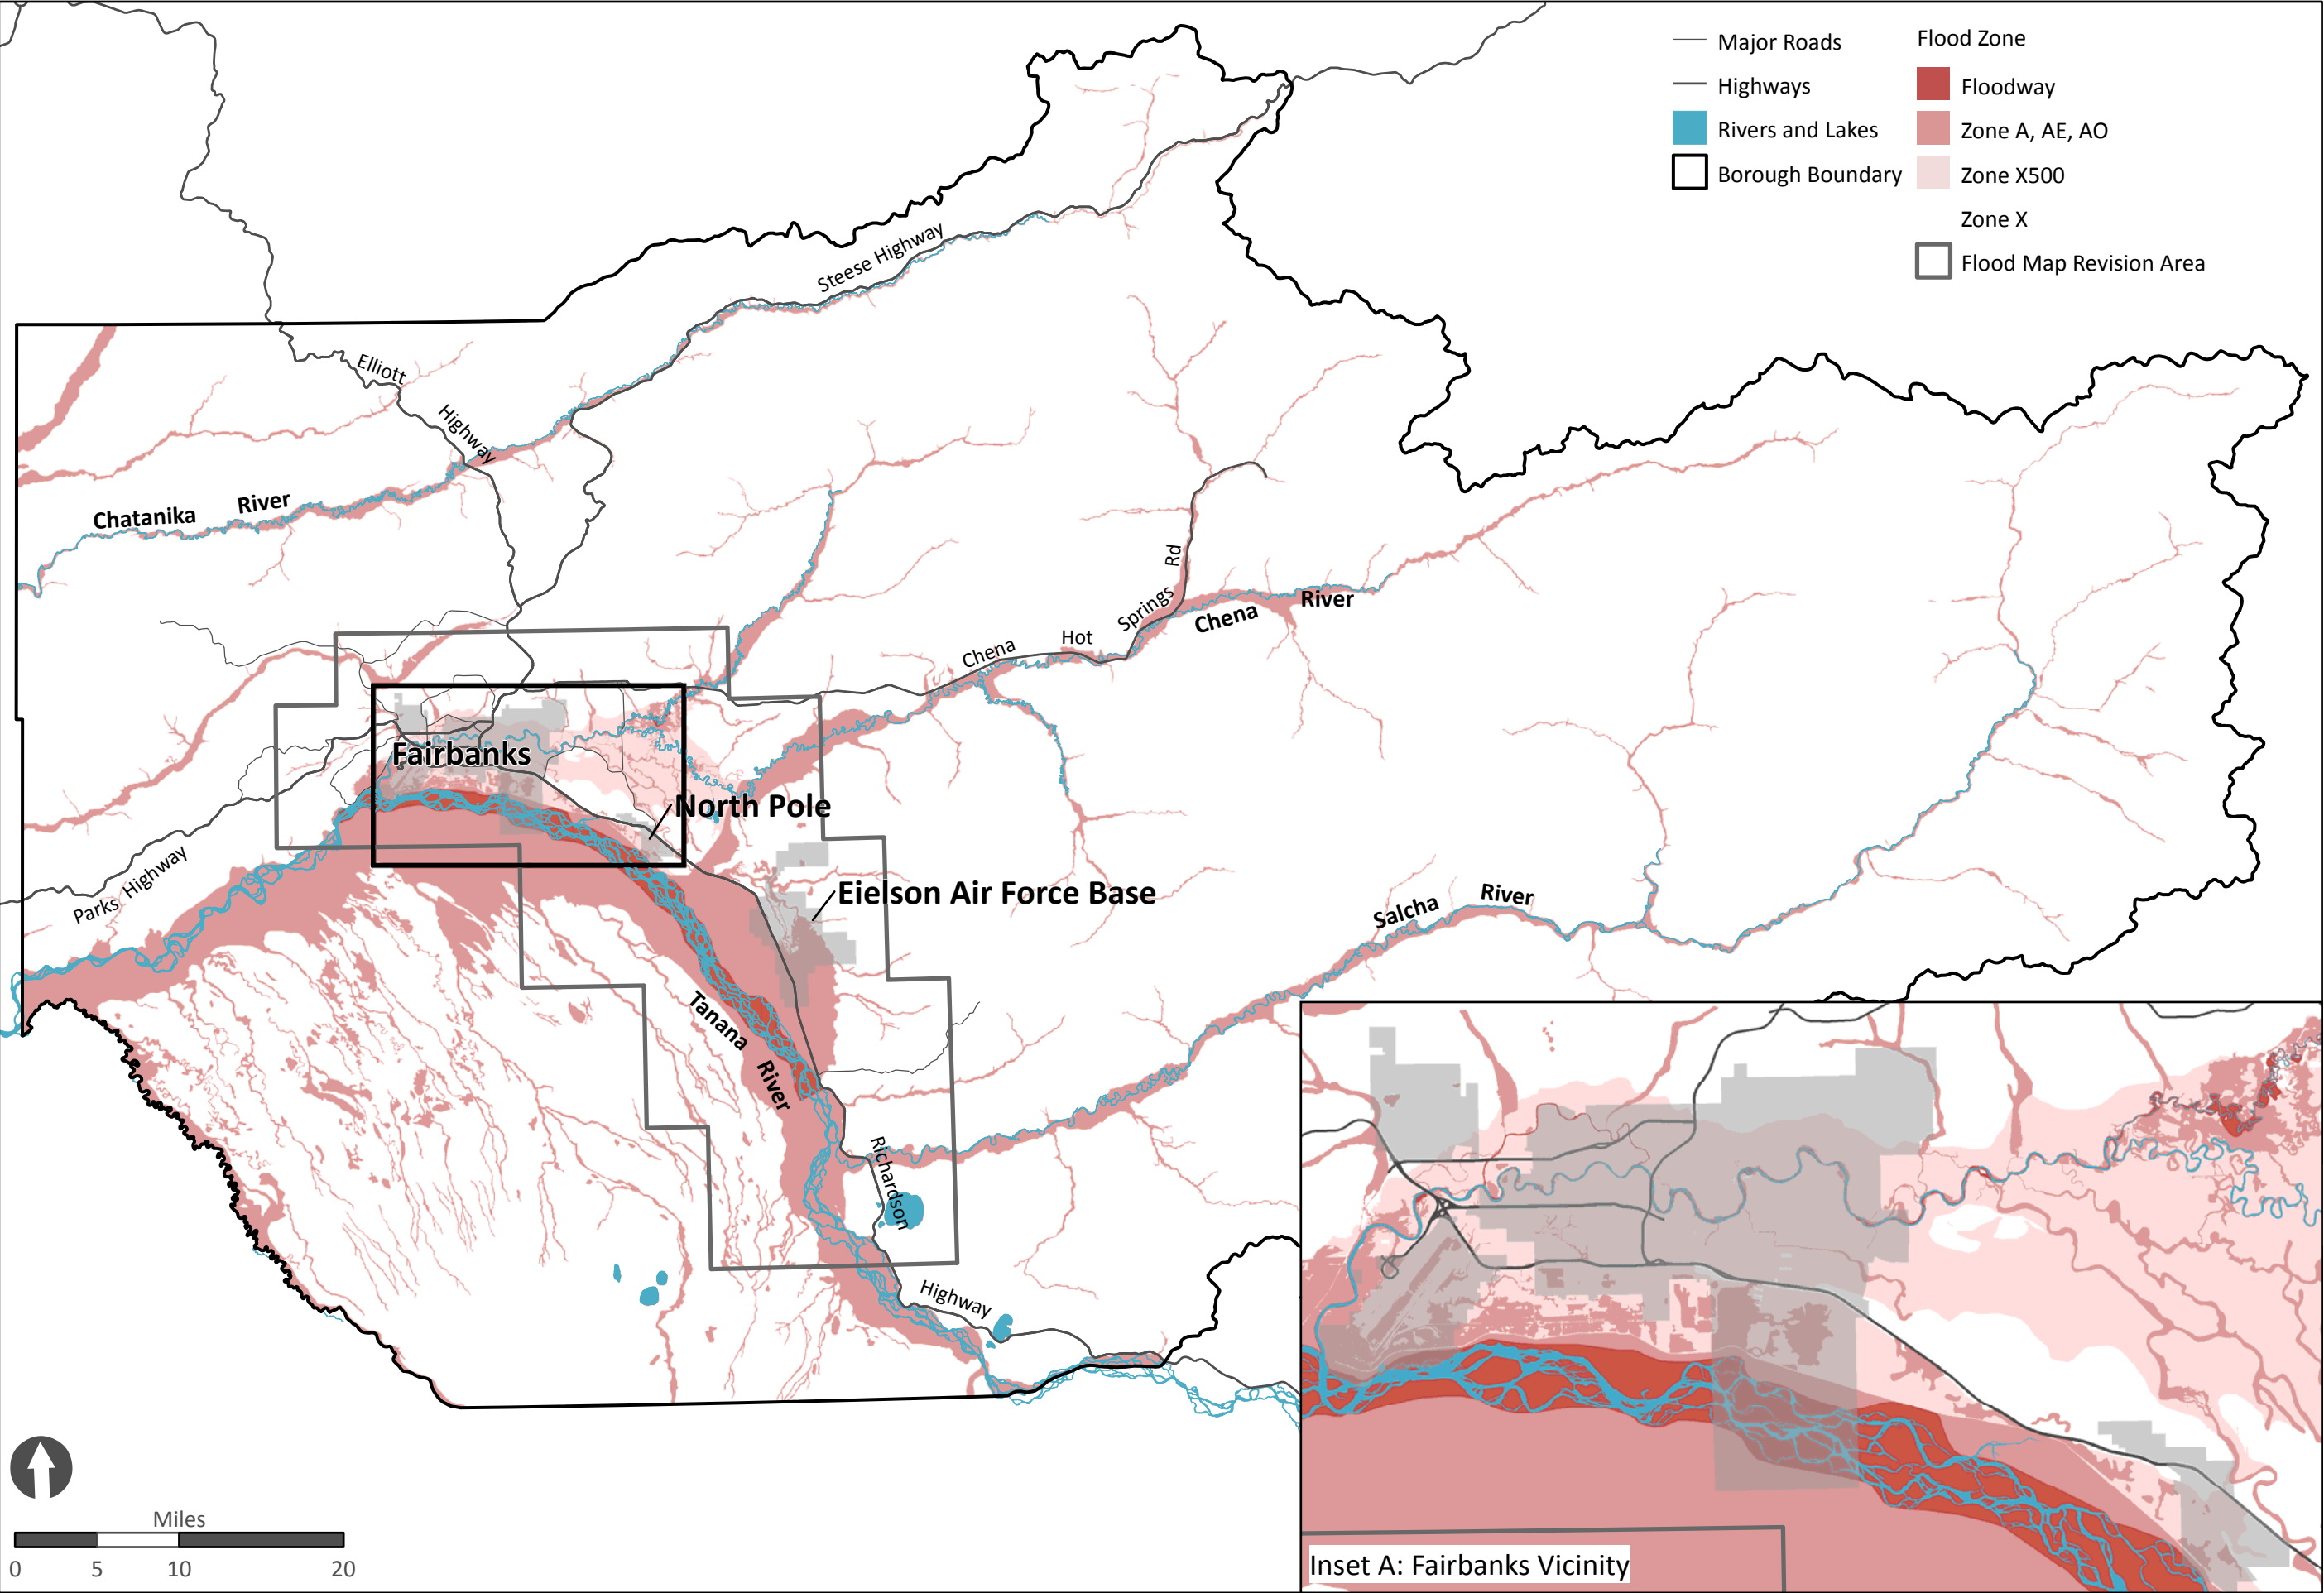 Major Roads
Highways
Rivers and Lakes
Borough Boundary
Flood Zone
Floodway
Zone A, AE, AO
Zone X500
Zone X
Flood Map Revision Area
Steese Highway
Elliott
Highway
Chatanika River
Chena Hot Springs Rd
Chena River
Fairbanks
North Pole
Eielson Air Force Base
Parks Highway
Salcha River
Tanana River
Richardson
Highway
Miles
0 5 10 20
Inset A: Fairbanks Vicinity